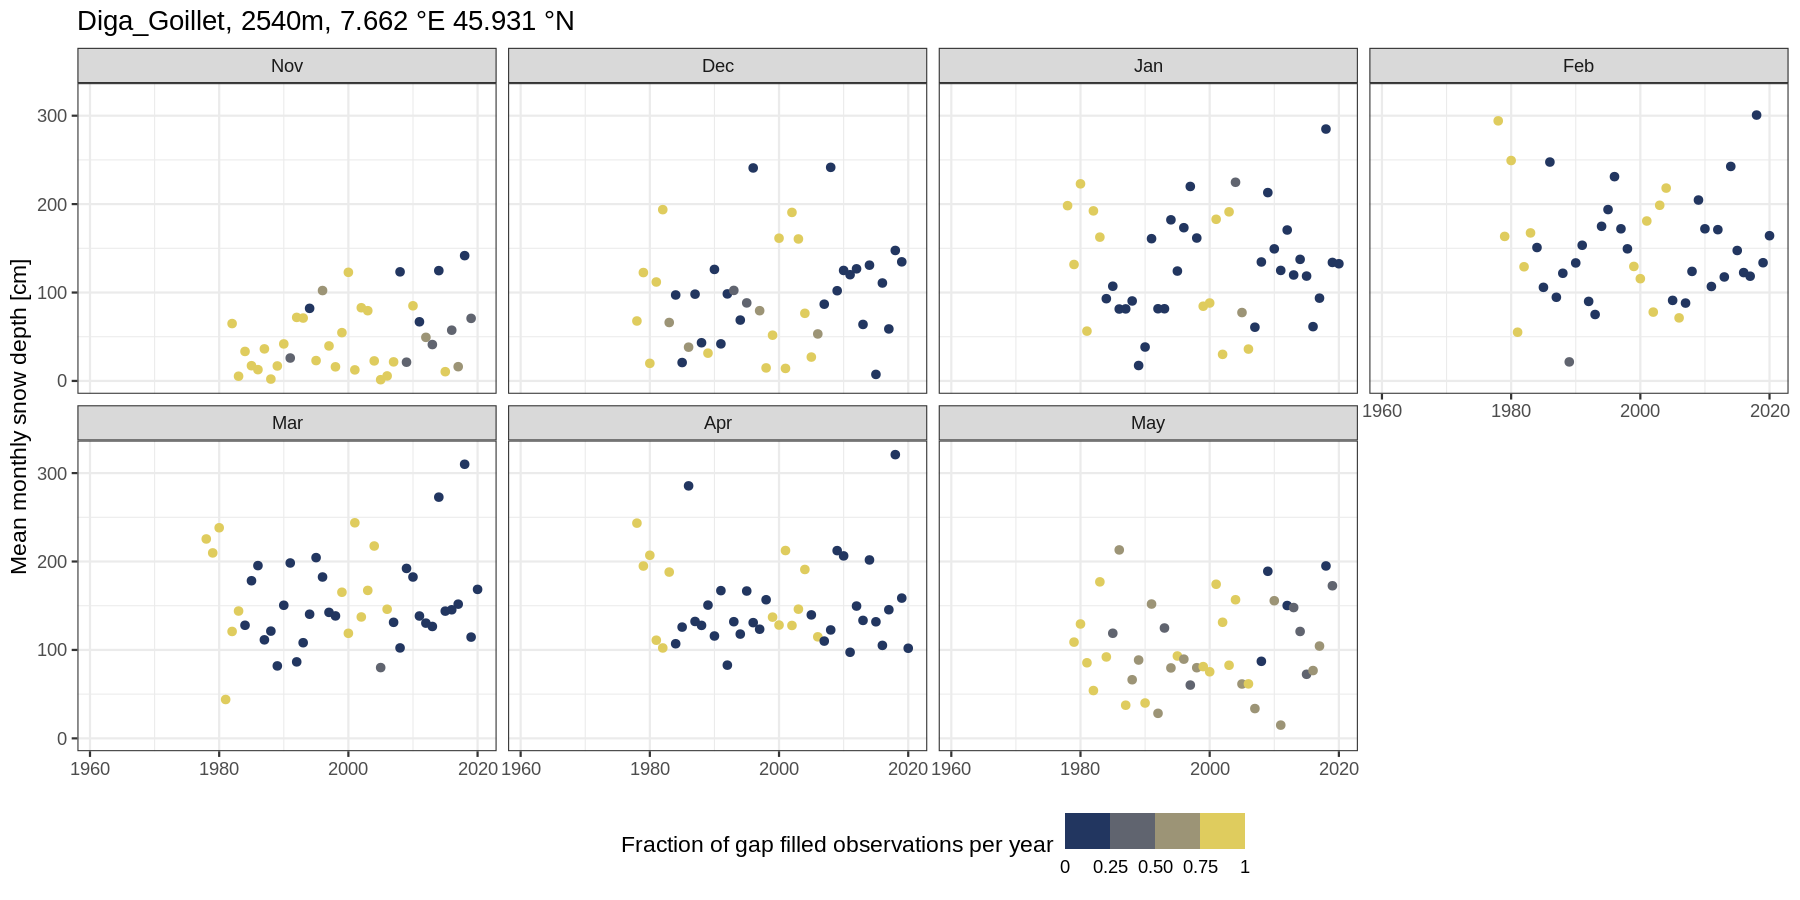 Diga_Goillet, 2540m, 7.662 °E 45.931 °N
Nov Dec Jan Feb
300
200
100
0
1960 1980 2000 2020
Mar Apr May
300
200
100
0
1960 1980 2000 2020 1960 1980 2000 2020 1960 1980 2000 2020
Mean monthly snow depth [cm]
Fraction of gap filled observations per year
0 0.25 0.50 0.75 1